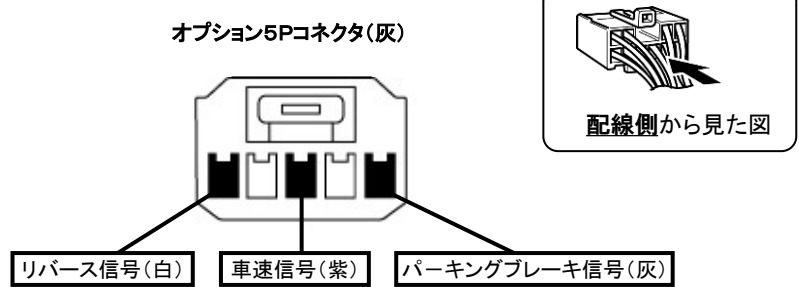 オプション5Pコネクタ(灰)
配線側から見た図
リバース信号(白)
車速信号(紫)
パーキングブレーキ信号(灰)